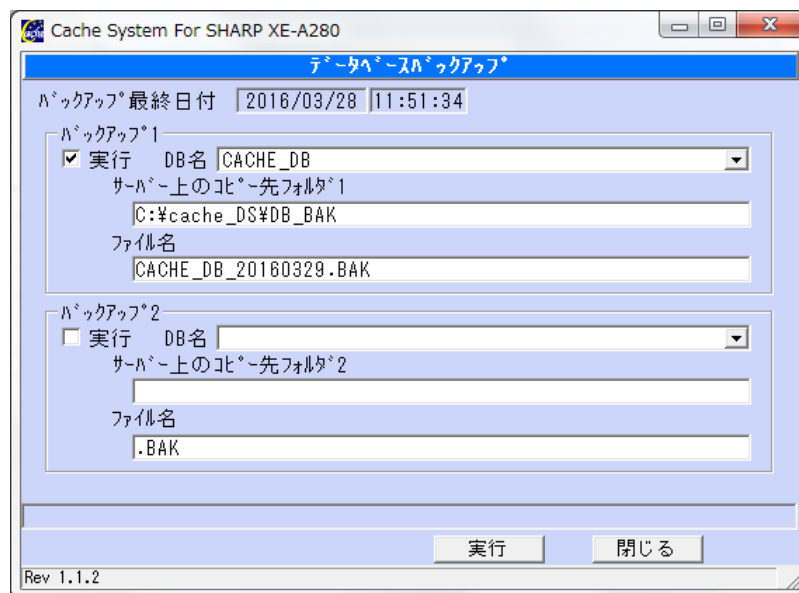 Cache System For SHARP XE-A280
ﾃﾞｰﾀﾍﾞｰｽﾊﾞｯｸｱｯﾌﾟ
ﾊﾞｯｸｱｯﾌﾟ最終日付 2016/03/28 11:51:34
ﾊﾞｯｸｱｯﾌﾟ1
実行 DB名 CACHE_DB
ｻｰﾊﾞｰ上のｺﾋﾟｰ先ﾌｫﾙﾀﾞ1
C:¥cache_DS¥DB_BAK
ﾌｧｲﾙ名
CACHE_DB_20160329.BAK
ﾊﾞｯｸｱｯﾌﾟ2
実行 DB名
ｻｰﾊﾞｰ上のｺﾋﾟｰ先ﾌｫﾙﾀﾞ2
ﾌｧｲﾙ名
.BAK
実行 閉じる
Rev 1.1.2